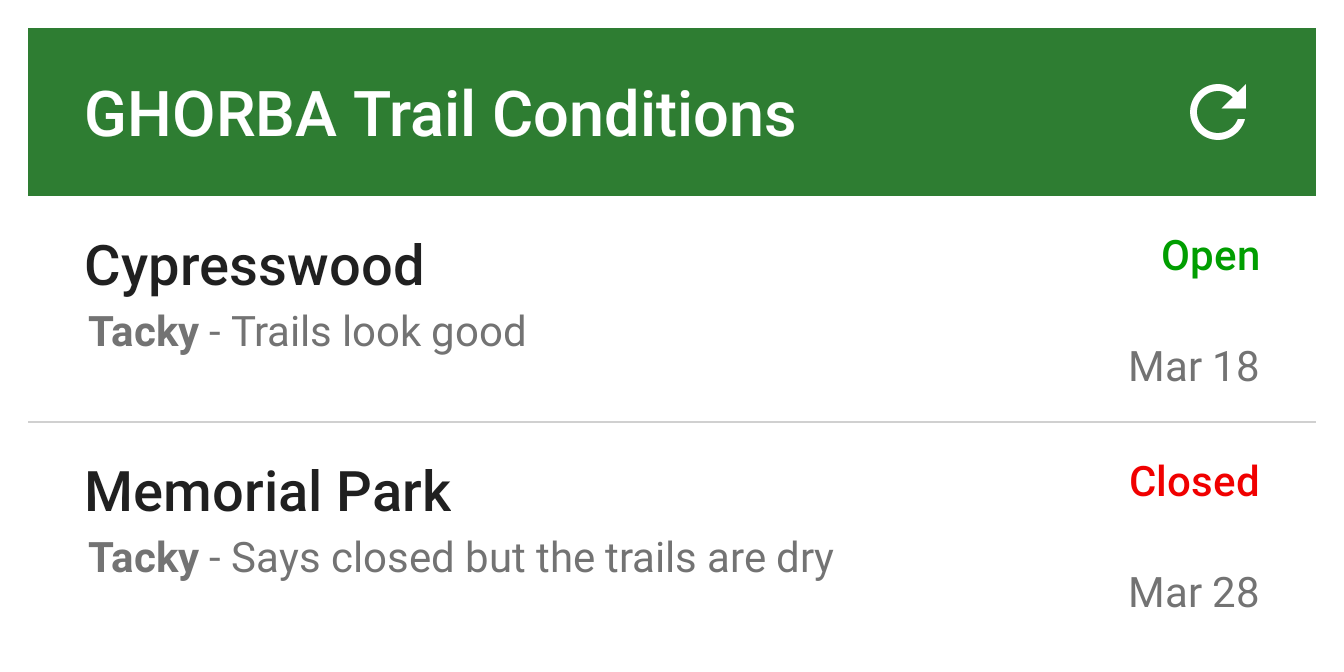 GHORBA Trail Conditions
Cypresswood
Open
Tacky - Trails look good
Mar 18
Memorial Park
Closed
Tacky - Says closed but the trails are dry
Mar 28